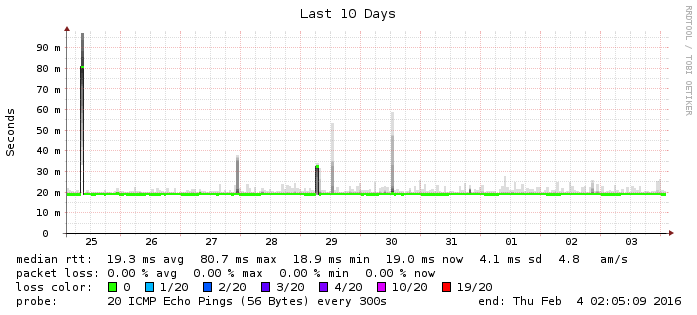 Last 10 Days
RRDTOOL / TOBI OETIKER
Seconds
90 m
80 m
70 m
60 m
50 m
40 m
30 m
20 m
10 m
0
25 26 27 28 29 30 31 01 02 03
median rtt: 19.3 ms avg 80.7 ms max 18.9 ms min 19.0 ms now 4.1 ms sd 4.8 am/s
packet loss: 0.00 % avg 0.00 % max 0.00 % min 0.00 % now
loss color: 0 1/20 2/20 3/20 4/20 10/20 19/20
probe: 20 ICMP Echo Pings (56 Bytes) every 300s end: Thu Feb 4 02:05:09 2016